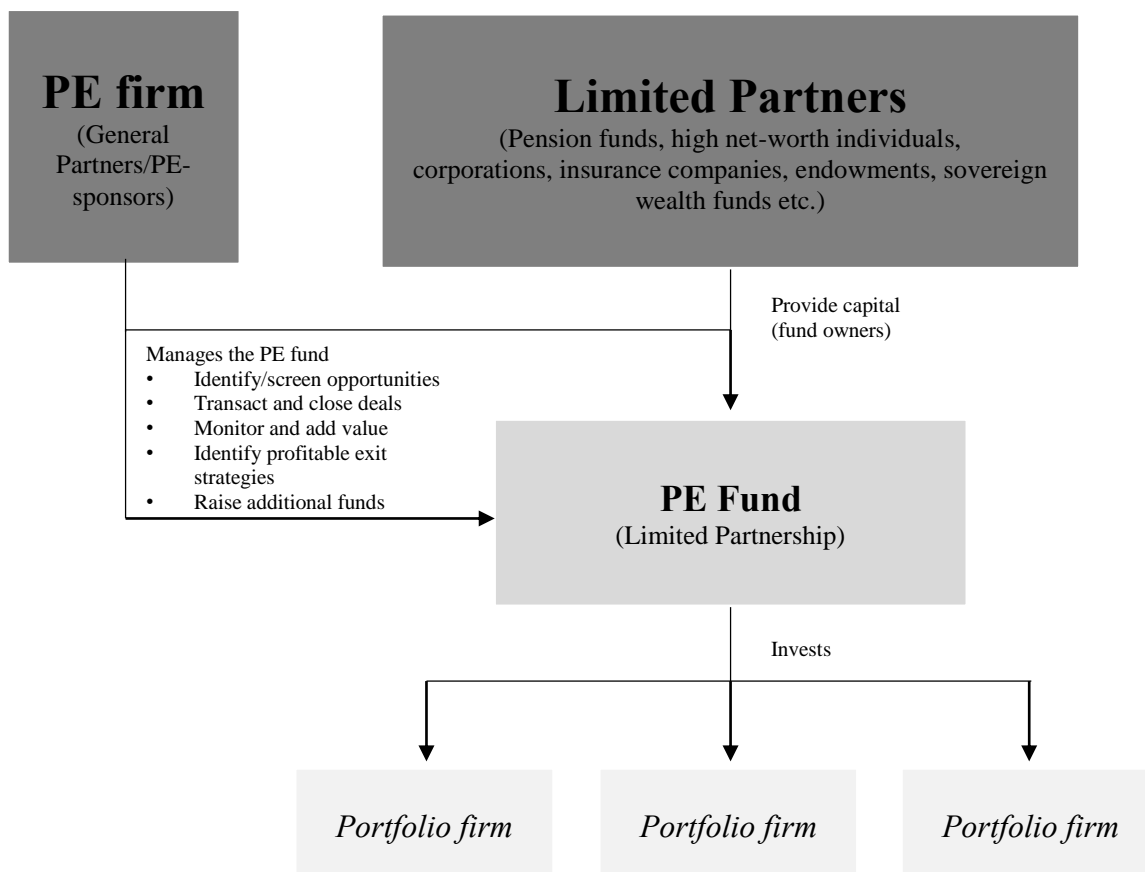 PE firm
(General
Partners/PE-
sponsors)
Limited Partners
(Pension funds, high net-worth individuals,
corporations, insurance companies, endowments, sovereign
wealth funds etc.)
Provide capital
(fund owners)
Manages the PE fund
• Identify/screen opportunities
• Transact and close deals
• Monitor and add value
• Identify profitable exit
strategies
• Raise additional funds
PE Fund
(Limited Partnership)
Invests
Portfolio firm
Portfolio firm
Portfolio firm